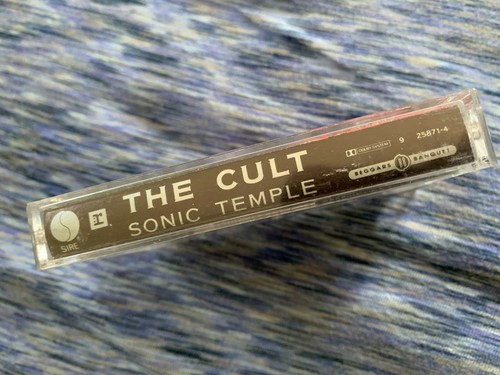 SIRE
r
THE CULT
SONIC TEMPLE
DOLBY SYSTEM
9 25871-4
BEGGARS BANQUET